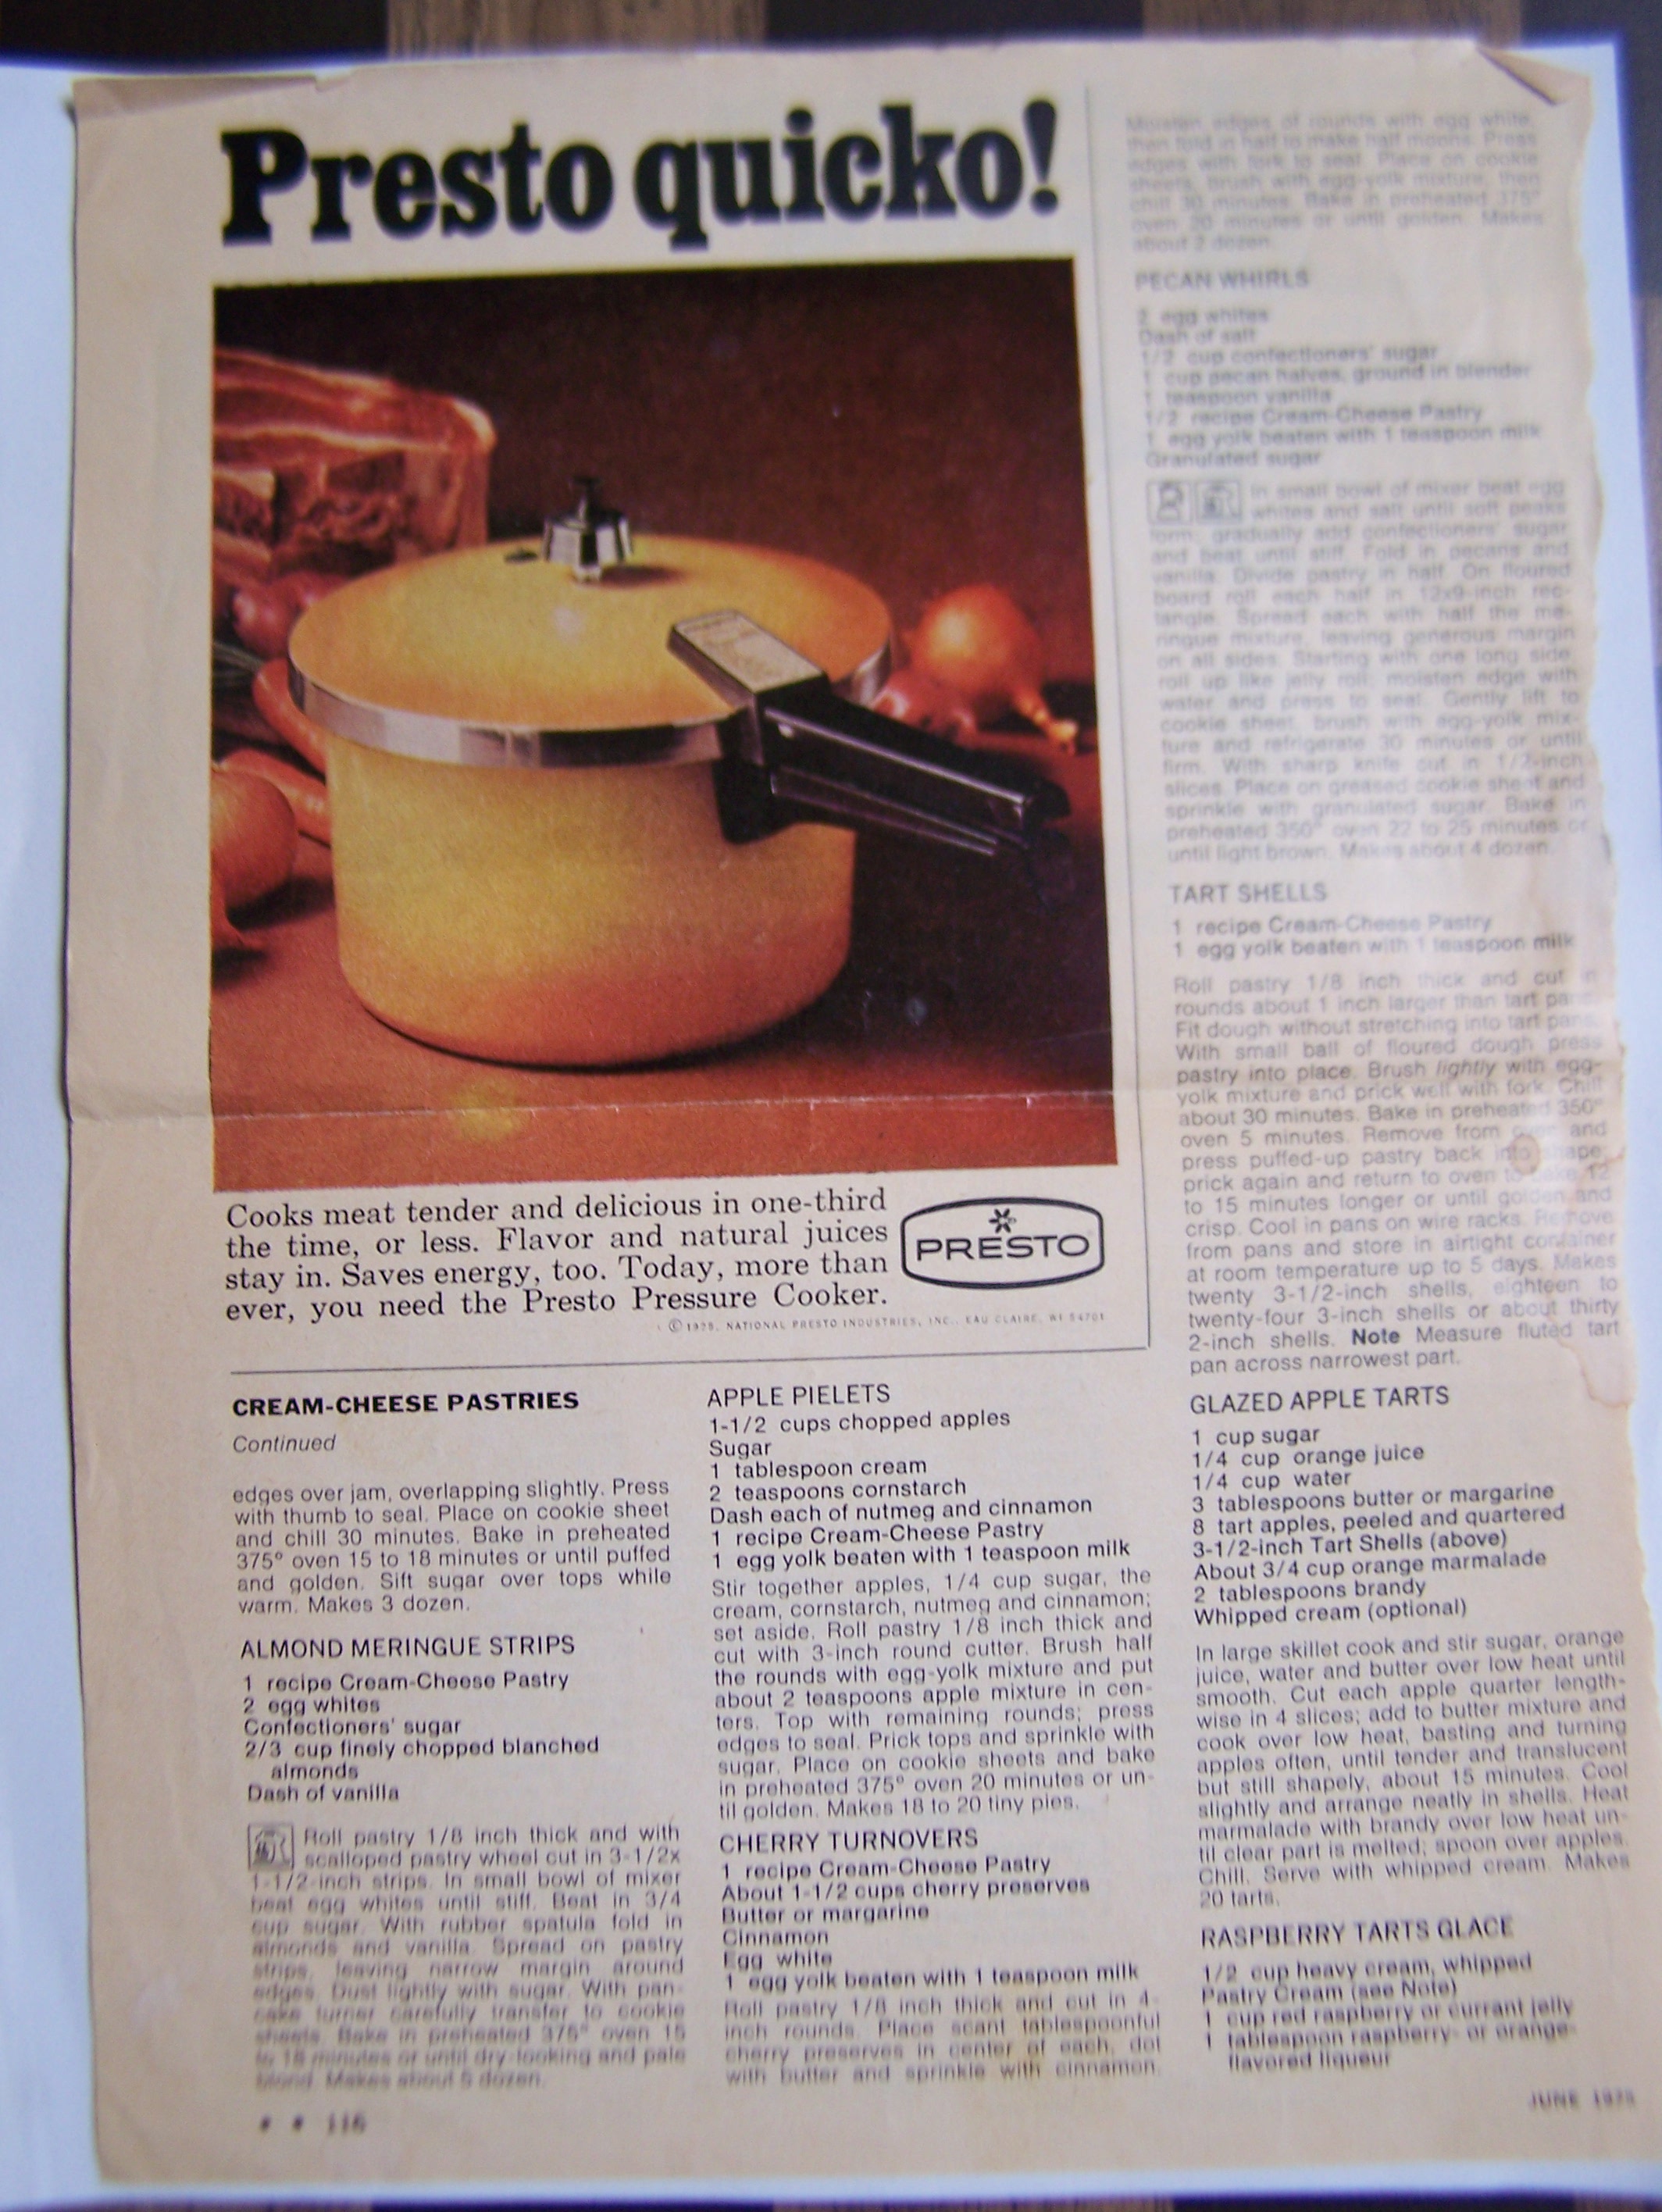 Presto quicko!
Cooks meat tender and delicious in one-third
the time, or less. Flavor and natural juices
stay in. Saves energy, too. Today, more than
ever, you need the Presto Pressure Cooker.
PRESTO
© 1975, NATIONAL PRESTO INDUSTRIES, INC., EAU CLAIRE, WI 54701
CREAM-CHEESE PASTRIES
Continued
edges over jam, overlapping slightly. Press
with thumb to seal. Place on cookie sheet
and chill 30 minutes. Bake in preheated
375° oven 15 to 18 minutes or until puffed
and golden. Sift sugar over tops while
warm. Makes 3 dozen.
ALMOND MERINGUE STRIPS
1 recipe Cream-Cheese Pastry
2 egg whites
Confectioners' sugar
2/3 cup finely chopped blanched
almonds
Dash of vanilla
Roll pastry 1/8 inch thick and with
scalloped pastry wheel cut in 3-1/2x
1-1/2-inch strips. In small bowl of mixer
beat egg whites until stiff. Beat in 3/4
cup sugar. With rubber spatula fold in
almonds and vanilla. Spread on pastry
strips, leaving narrow margin around
edges. Dust lightly with sugar. With pan-
cake turner carefully transfer to cookie
sheets. Bake in preheated 375° oven 15
to 18 minutes or until dry-looking and pale
blond. Makes about 5 dozen.
116
APPLE PIELETS
1-1/2 cups chopped apples
Sugar
1 tablespoon cream
2 teaspoons cornstarch
Dash each of nutmeg and cinnamon
1 recipe Cream-Cheese Pastry
1 egg yolk beaten with 1 teaspoon milk
Stir together apples, 1/4 cup sugar, the
cream, cornstarch, nutmeg and cinnamon;
set aside. Roll pastry 1/8 inch thick and
cut with 3-inch round cutter. Brush half
the rounds with egg-yolk mixture and put
about 2 teaspoons apple mixture in cen-
ters. Top with remaining rounds; press
edges to seal. Prick tops and sprinkle with
sugar. Place on cookie sheets and bake
in preheated 375° oven 20 minutes or un-
til golden. Makes 18 to 20 tiny pies.
CHERRY TURNOVERS
1 recipe Cream-Cheese Pastry
About 1-1/2 cups cherry preserves
Butter or margarine
Cinnamon
Egg white
1 egg yolk beaten with 1 teaspoon milk
Roll pastry 1/8 inch thick and cut in 4-
inch rounds. Place scant tablespoonful
cherry preserves in center of each, dot
with butter and sprinkle with cinnamon.
Moisten edges of rounds with egg white,
then fold in half to make half moons. Press
edges with fork to seal. Place on cookie
sheets, brush with egg-yolk mixture, then
chill 30 minutes. Bake in preheated 375°
oven 20 minutes or until golden. Makes
about 2 dozen.
PECAN WHIRLS
2 egg whites
Dash of salt
1/2 cup confectioners' sugar
1 cup pecan halves, ground in blender
1 teaspoon vanilla
1/2 recipe Cream-Cheese Pastry
1 egg yolk beaten with 1 teaspoon milk
Granulated sugar
In small bowl of mixer beat egg
whites and salt until soft peaks
form; gradually add confectioners' sugar
and beat until stiff. Fold in pecans and
vanilla. Divide pastry in half. On floured
board roll each half in 12x9-inch rec-
tangle. Spread each with half the me-
ringue mixture, leaving generous margin
on all sides. Starting with one long side,
roll up like jelly roll; moisten edge with
water and press to seal. Gently lift to
cookie sheet, brush with egg-yolk mix-
ture and refrigerate 30 minutes or until
firm. With sharp knife cut in 1/2-inch
slices. Place on greased cookie sheet and
sprinkle with granulated sugar. Bake in
preheated 350° oven 22 to 25 minutes or
until light brown. Makes about 4 dozen.
TART SHELLS
1 recipe Cream-Cheese Pastry
1 egg yolk beaten with 1 teaspoon milk
Roll pastry 1/8 inch thick and cut in
rounds about 1 inch larger than tart
Fit dough without stretching into tart pans.
With small ball of floured dough press
pastry into place. Brush lightly with egg-
yolk mixture and prick well with fork. Chill
about 30 minutes. Bake in preheated 350°
oven 5 minutes. Remove from oven and
press puffed-up pastry back into shape;
prick again and return to oven to bake 12
to 15 minutes longer or until golden and
crisp. Cool in pans on wire racks. Remove
from pans and store in airtight container
at room temperature up to 5 days. Makes
twenty 3-1/2-inch shells, eighteen to
twenty-four 3-inch shells or about thirty
2-inch shells. Note Measure fluted tart
pan across narrowest part.
GLAZED APPLE TARTS
1 cup sugar
1/4 cup orange juice
1/4 cup water
3 tablespoons butter or margarine
8 tart apples, peeled and quartered
3-1/2-inch Tart Shells (above)
About 3/4 cup orange marmalade
2 tablespoons brandy
Whipped cream (optional)
In large skillet cook and stir sugar, orange
juice, water and butter over low heat until
smooth. Cut each apple quarter length-
wise in 4 slices; add to butter mixture and
cook over low heat, basting and turning
apples often, until tender and translucent
but still shapely, about 15 minutes. Cool
slightly and arrange neatly in shells. Heat
marmalade with brandy over low heat un-
til clear part is melted; spoon over apples.
Chill. Serve with whipped cream. Makes
20 tarts.
RASPBERRY TARTS GLACE
1/2 cup heavy cream, whipped
Pastry Cream (see Note)
1 cup red raspberry or currant jelly
1 tablespoon raspberry- or orange-
flavored liqueur
JUNE 1975